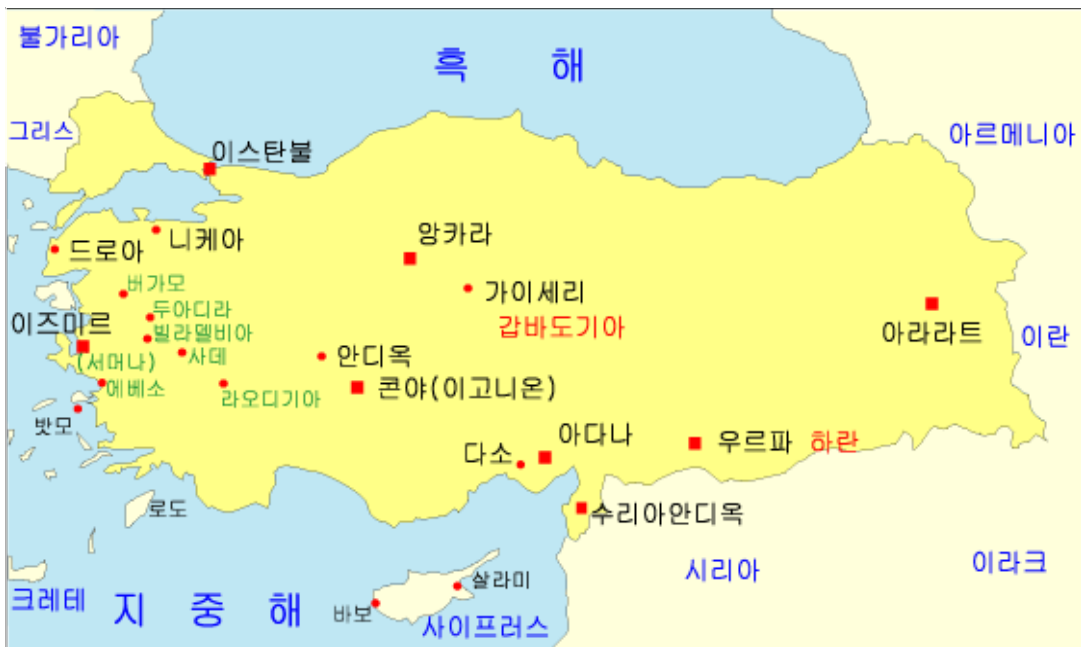 불가리아
흑 해
그리스
아르메니아
이스탄불
니케아
드로아
앙카라
버가모
가이세리
두아디라
이즈미르
갑바도기아
빌라델비아
아라라트
이란
(서머나)
사데
안디옥
에베소
라오디기아
콘야(이고니온)
밧모
아다나
우르파 하란
다소
로도
수리아안디옥
시리아
이라크
크레테
지 중 해
살라미
바보
사이프러스